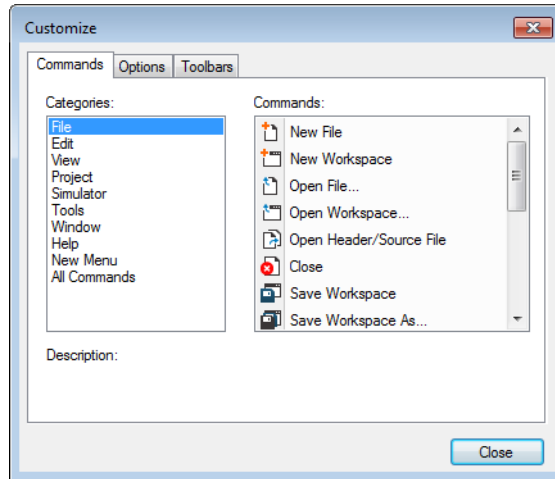 Customize
Commands Options Toolbars
Categories:
File
Edit
View
Project
Simulator
Tools
Window
Help
New Menu
All Commands
Commands:
New File
New Workspace
Open File...
Open Workspace...
Open Header/Source File
Close
Save Workspace
Save Workspace As...
Description:
Close